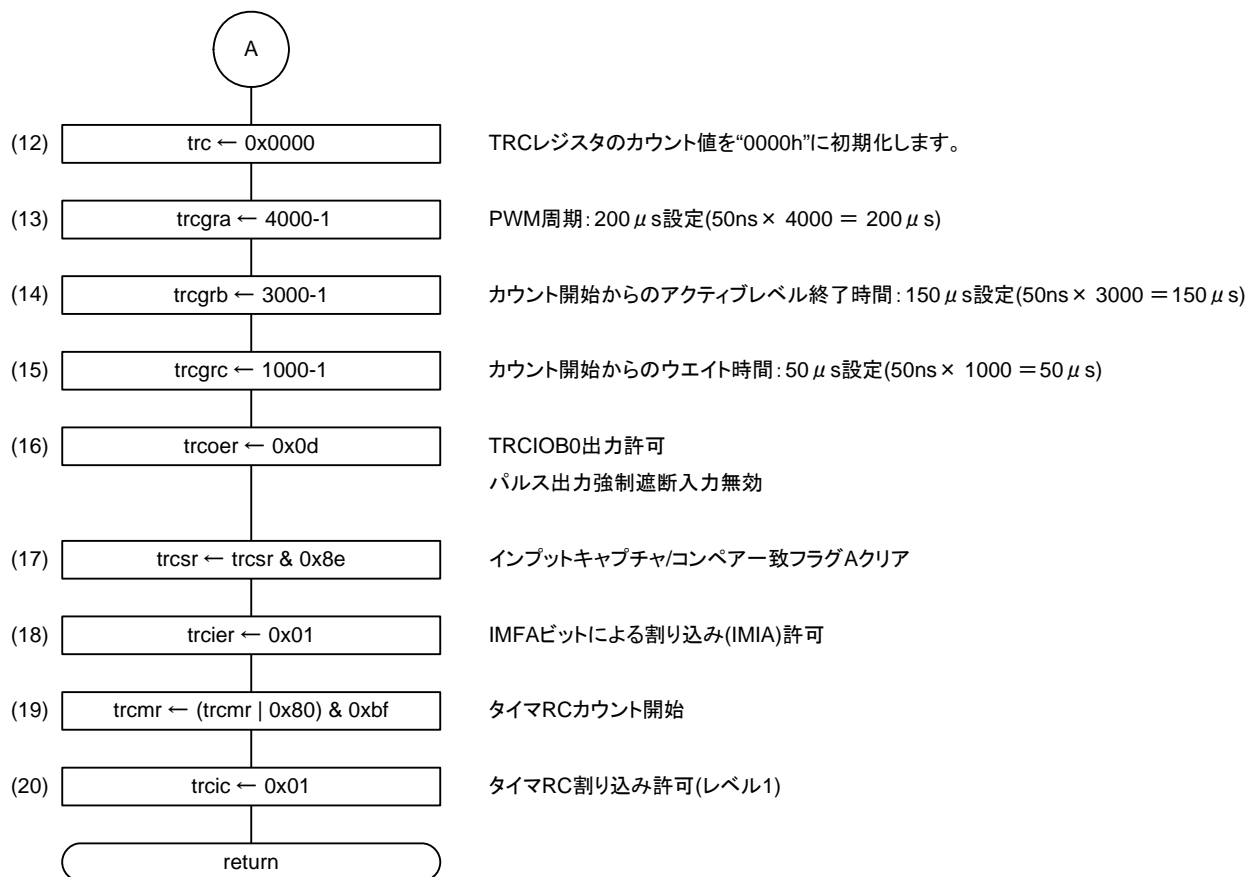 A
(12) trc ← 0x0000 TRCレジスタのカウント値を“0000h”に初期化します。
(13) trcgra ← 4000-1 PWM周期:200μs設定(50ns× 4000 = 200μs)
(14) trcgrb ← 3000-1 カウント開始からのアクティブレベル終了時間:150μs設定(50ns× 3000 =150μs)
(15) trcgrc ← 1000-1 カウント開始からのウエイト時間:50μs設定(50ns× 1000 =50μs)
(16) trcoer ← 0x0d TRCIOB0出力許可
パルス出力強制遮断入力無効
(17) trcsr ← trcsr & 0x8e インプットキャプチャ/コンペア一致フラグAクリア
(18) trcier ← 0x01 IMFAビットによる割り込み(IMIA)許可
(19) trcmr ← (trcmr | 0x80) & 0xbf タイマRCカウント開始
(20) trcic ← 0x01 タイマRC割り込み許可(レベル1)
return